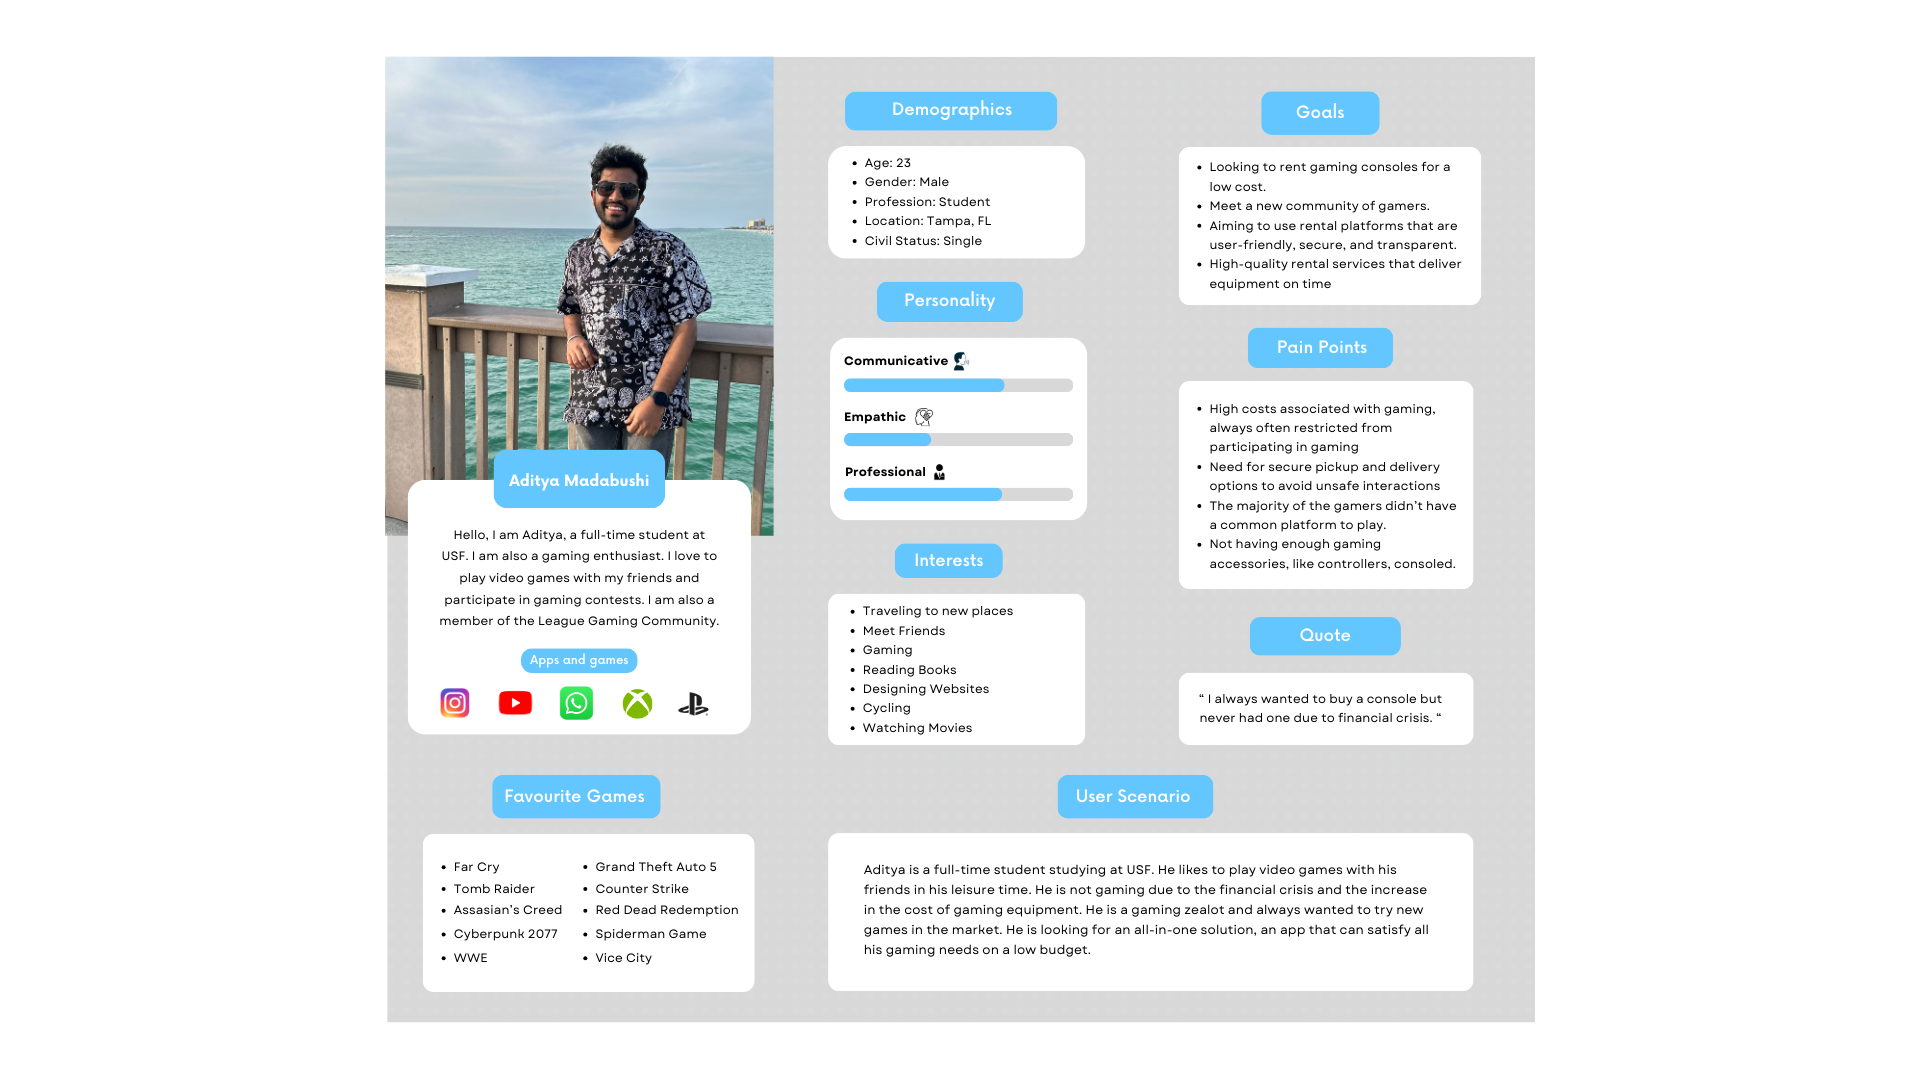 Aditya Madabushi
Hello, I am Aditya, a full-time student at
USF. I am also a gaming enthusiast. I love to
play video games with my friends and
participate in gaming contests. I am also a
member of the League Gaming Community.
Apps and games
Demographics
Age: 23
Gender: Male
Profession: Student
Location: Tampa, FL
Civil Status: Single
Personality
Communicative
Empathic
Professional
Interests
Traveling to new places
Meet Friends
Gaming
Reading Books
Designing Websites
Cycling
Watching Movies
Goals
Looking to rent gaming consoles for a
low cost.
Meet a new community of gamers.
Aiming to use rental platforms that are
user-friendly, secure, and transparent.
High-quality rental services that deliver
equipment on time
Pain Points
High costs associated with gaming,
always often restricted from
participating in gaming
Need for secure pickup and delivery
options to avoid unsafe interactions
The majority of the gamers didn't have
a common platform to play.
Not having enough gaming
accessories, like controllers, consoled.
Quote
“ I always wanted to buy a console but
never had one due to financial crisis. “
Favourite Games
Far Cry
Tomb Raider
Assasian's Creed
Cyberpunk 2077
WWE
Grand Theft Auto 5
Counter Strike
Red Dead Redemption
Spiderman Game
Vice City
User Scenario
Aditya is a full-time student studying at USF. He likes to play video games with his
friends in his leisure time. He is not gaming due to the financial crisis and the increase
in the cost of gaming equipment. He is a gaming zealot and always wanted to try new
games in the market. He is looking for an all-in-one solution, an app that can satisfy all
his gaming needs on a low budget.